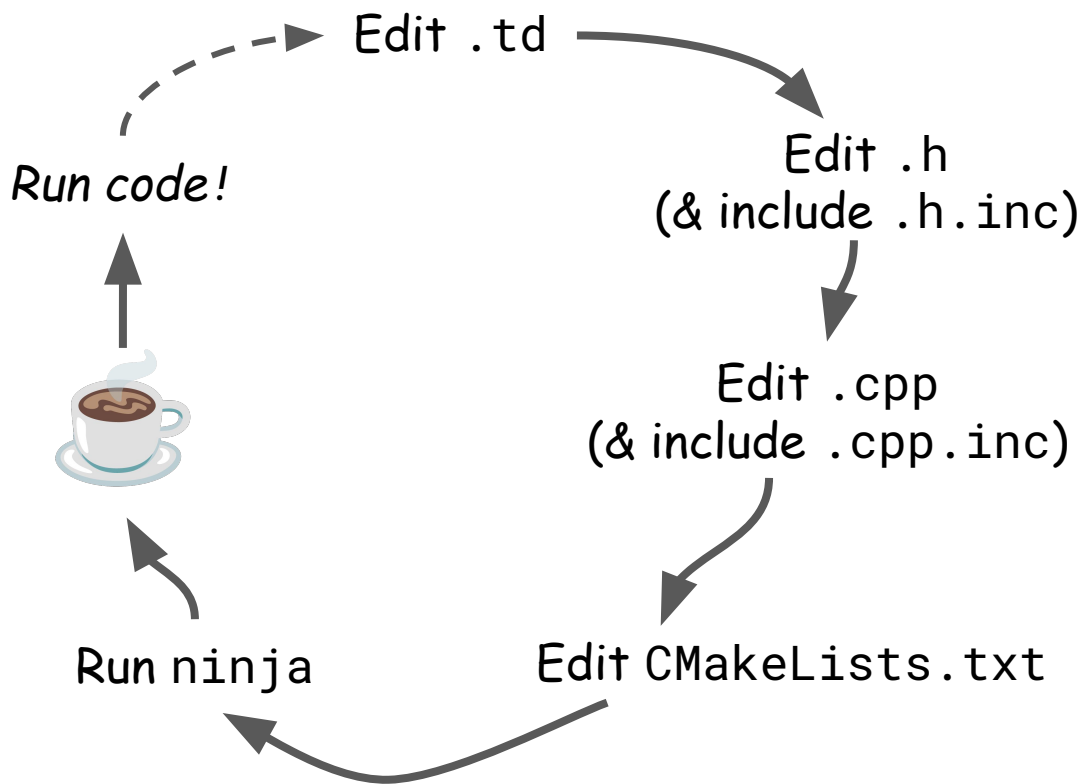 Edit .td
Edit .h
(& include .h.inc)
Edit .cpp
(& include .cpp.inc)
Edit CMakeLists.txt
Run ninja
Run code!